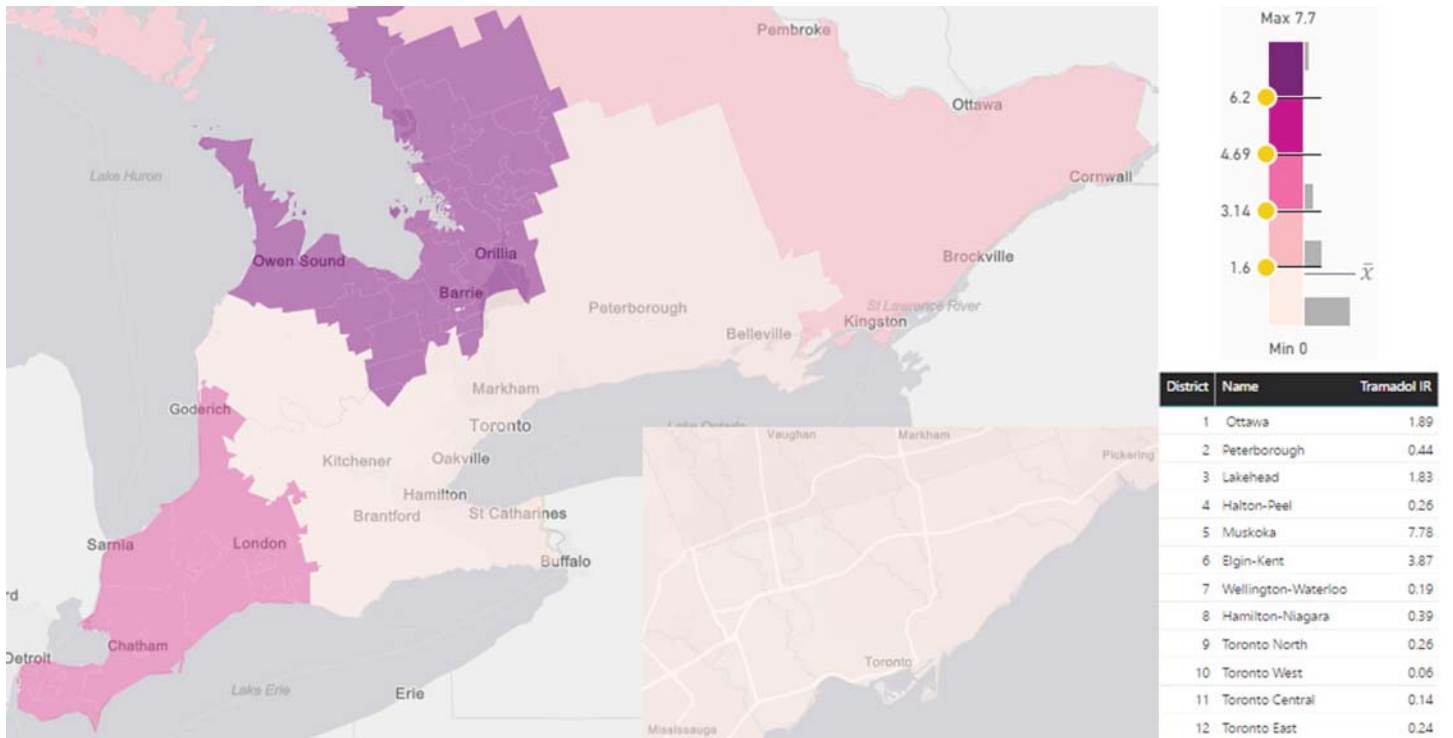 Pembroke
Ottawa
Lake Huron
Cornwall
Owen Sound
Orillia
Brockville
Barrie
Peterborough
St Lawrence River
Kingston
Belleville
Markham
Goderich
Toronto
Lake Ontario
Kitchener
Oakville
Hamilton
Brantford
St Catharines
Sarnia
London
Buffalo
rd
Chatham
Detroit
Lake Erie
Erie
Vaughan
Markham
Pickering
Toronto
Mississauga
Max 7.7
6.2
4.69
3.14
1.6
x̄
Min 0
District Name Tramadol IR
1 Ottawa 1.89
2 Peterborough 0.44
3 Lakehead 1.83
4 Halton-Peel 0.26
5 Muskoka 7.78
6 Elgin-Kent 3.87
7 Wellington-Waterloo 0.19
8 Hamilton-Niagara 0.39
9 Toronto North 0.26
10 Toronto West 0.06
11 Toronto Central 0.14
12 Toronto East 0.24